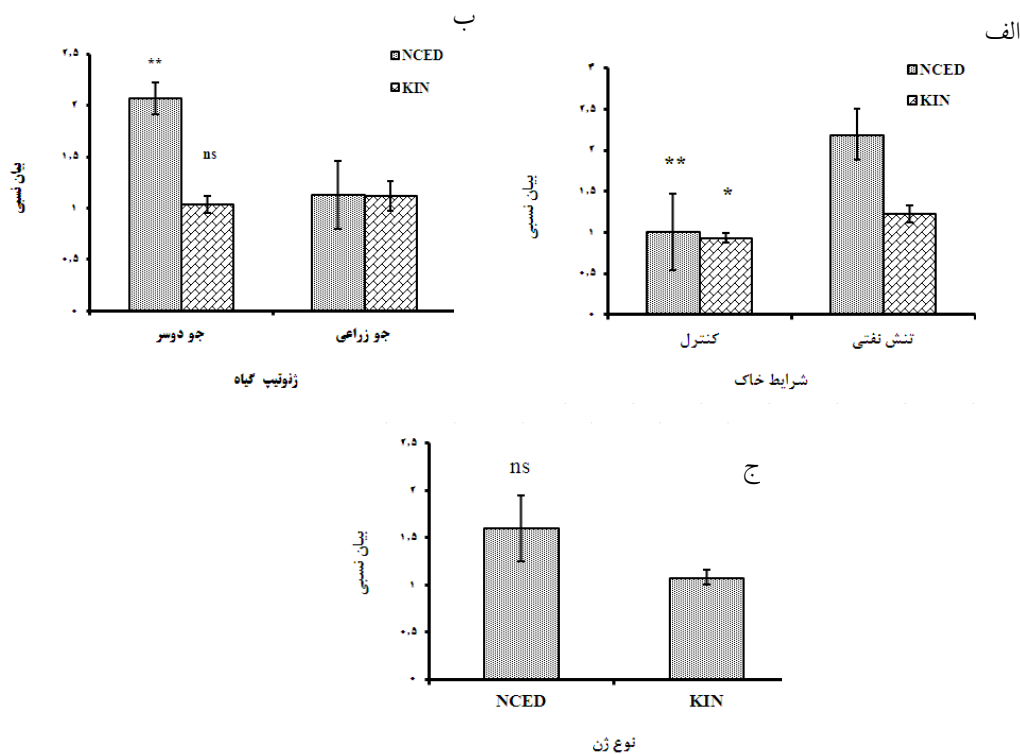 الف
NCED
KIN
۳
۲,۵
۲
۱,۵
۱
۰,۵
۰
**
*
بیان نسبی
کنترل
تنش نفتی
شرایط خاک
ب
NCED
KIN
۲,۵
۲
۱,۵
۱
۰,۵
۰
**
ns
بیان نسبی
جو دوسر
جو زراعی
ژنوتیپ گیاه
ج
۲,۵
۲
۱,۵
۱
۰,۵
۰
ns
بیان نسبی
NCED
KIN
نوع ژن